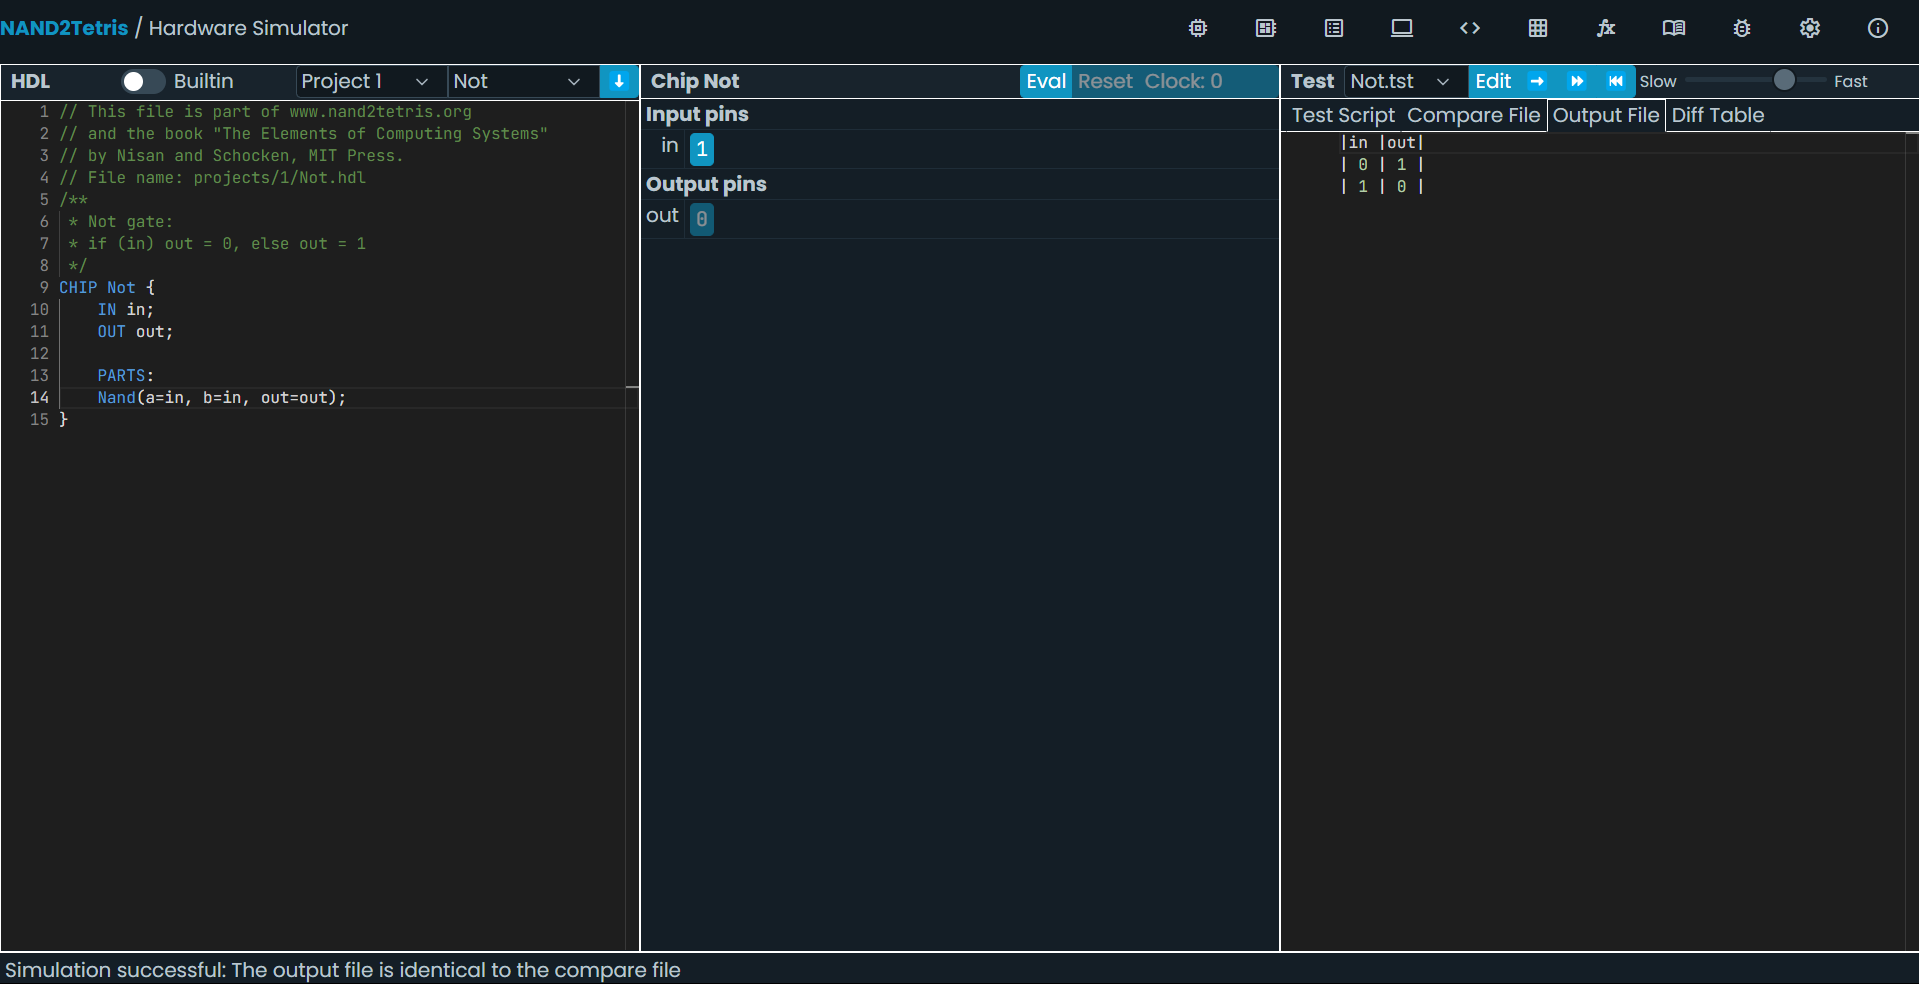 NAND2Tetris / Hardware Simulator
HDL Builtin Project 1 Not
1 // This file is part of www.nand2tetris.org
2 // and the book "The Elements of Computing Systems"
3 // by Nisan and Schocken, MIT Press.
4 // File name: projects/1/Not.hdl
5 /**
6 * Not gate:
7 * if (in) out = 0, else out = 1
8 */
9 CHIP Not {
10 IN in;
11 OUT out;
12
13 PARTS:
14 Nand(a=in, b=in, out=out);
15 }
Chip Not Eval Reset Clock: 0
Input pins
in 1
Output pins
out 0
Test Not.tst Edit Slow Fast
Test Script Compare File Output File Diff Table
|in |out|
| 0 | 1 |
| 1 | 0 |
Simulation successful: The output file is identical to the compare file